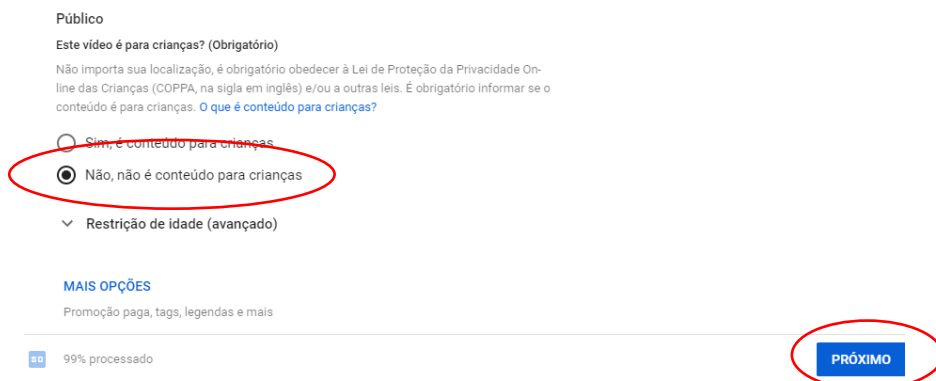 Público
Este vídeo é para crianças? (Obrigatório)
Não importa sua localização, é obrigatório obedecer à Lei de Proteção da Privacidade On-
line das Crianças (COPPA, na sigla em inglês) e/ou a outras leis. É obrigatório informar se o
conteúdo é para crianças. O que é conteúdo para crianças?
Sim, é conteúdo para crianças
Não, não é conteúdo para crianças
Restrição de idade (avançado)
MAIS OPÇÕES
Promoção paga, tags, legendas e mais
SD 99% processado PRÓXIMO